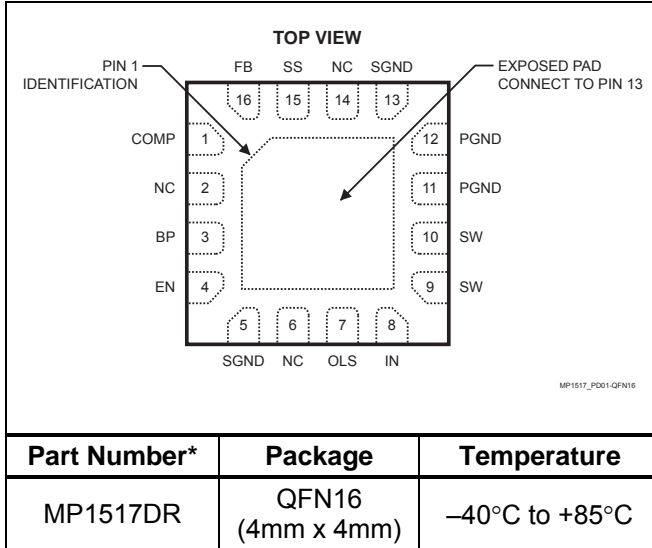 TOP VIEW
PIN 1
IDENTIFICATION
FB SS NC SGND
EXPOSED PAD
CONNECT TO PIN 13
16 15 14 13
COMP 1 12 PGND
NC 2 11 PGND
BP 3 10 SW
EN 4 9 SW
5 6 7 8
SGND NC OLS IN
MP1517_PD01-QFN16
Part Number* Package Temperature
MP1517DR QFN16
(4mm x 4mm) –40°C to +85°C